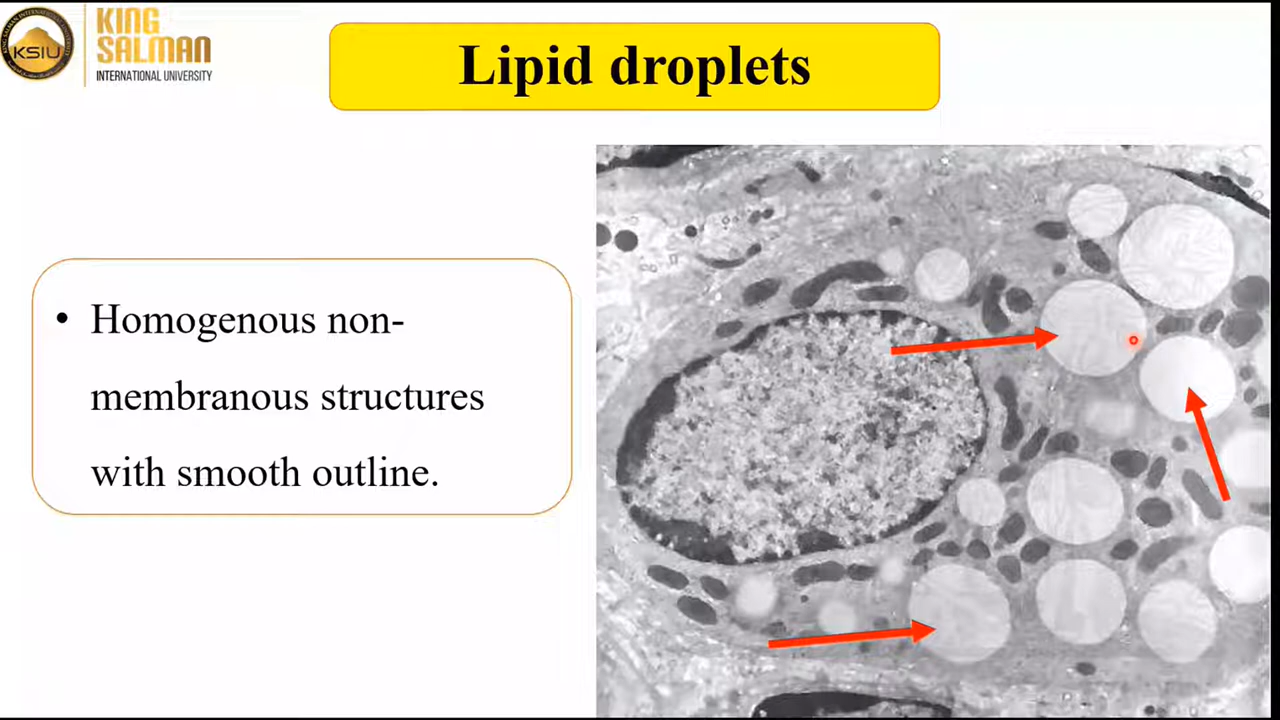 KSIU
KING
SALMAN
INTERNATIONAL UNIVERSITY
Lipid droplets
• Homogenous non-
membranous structures
with smooth outline.